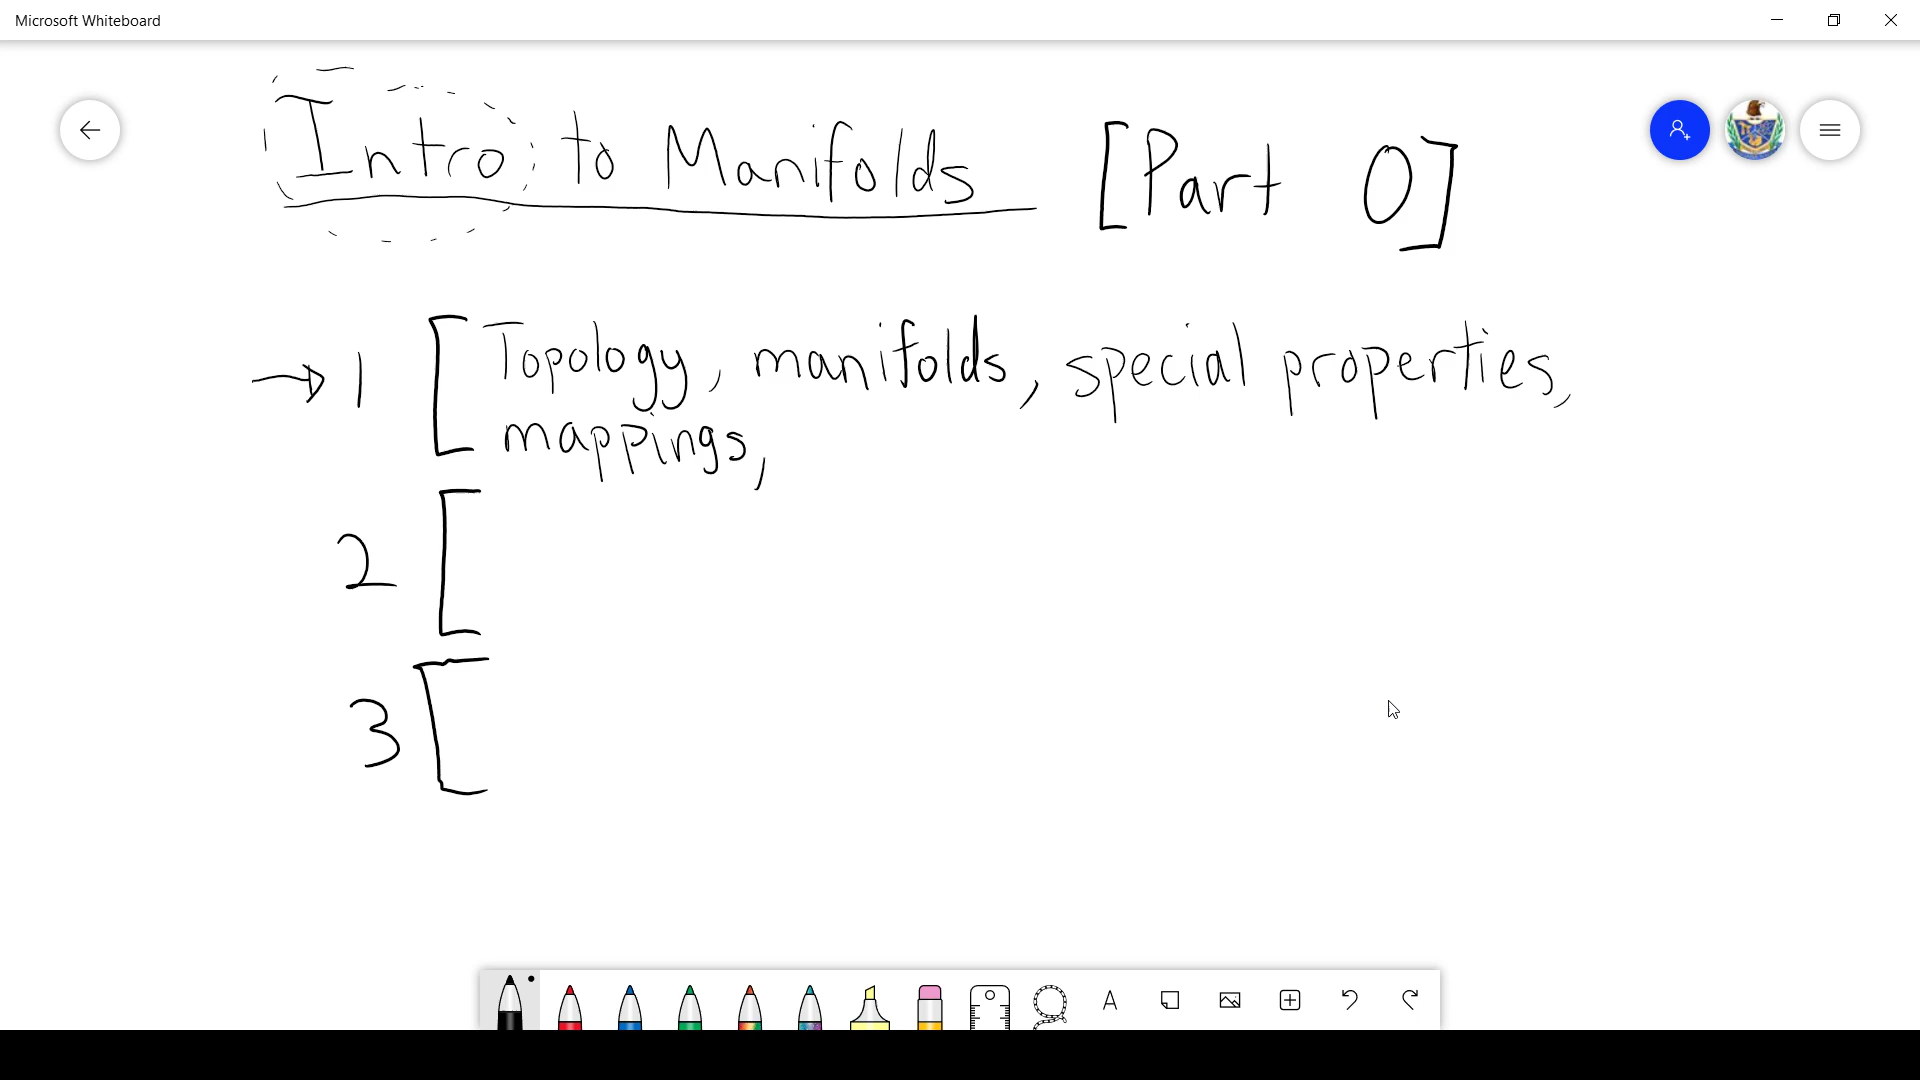 Microsoft Whiteboard
Intro to Manifolds [Part 0]
→ 1 [ Topology, manifolds, special properties,
mappings,
2 [
3 [
A